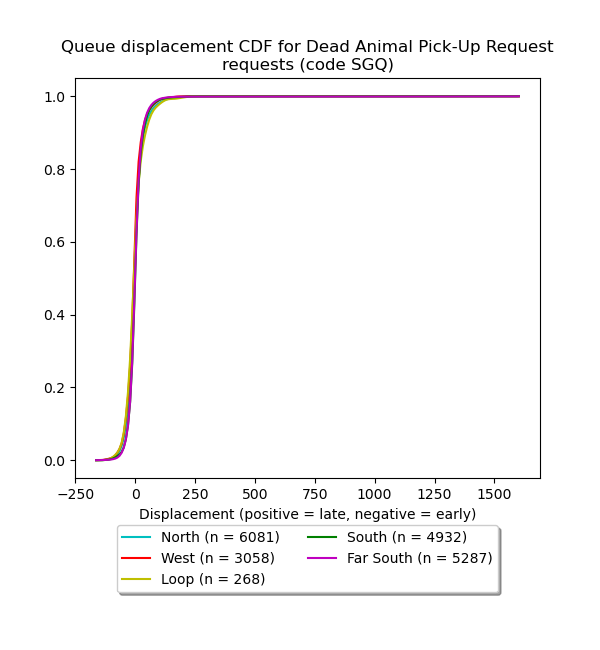 Queue displacement CDF for Dead Animal Pick-Up Request
requests (code SGQ)
1.0
0.8
0.6
0.4
0.2
0.0
−250 0 250 500 750 1000 1250 1500
Displacement (positive = late, negative = early)
North (n = 6081) South (n = 4932)
West (n = 3058) Far South (n = 5287)
Loop (n = 268)